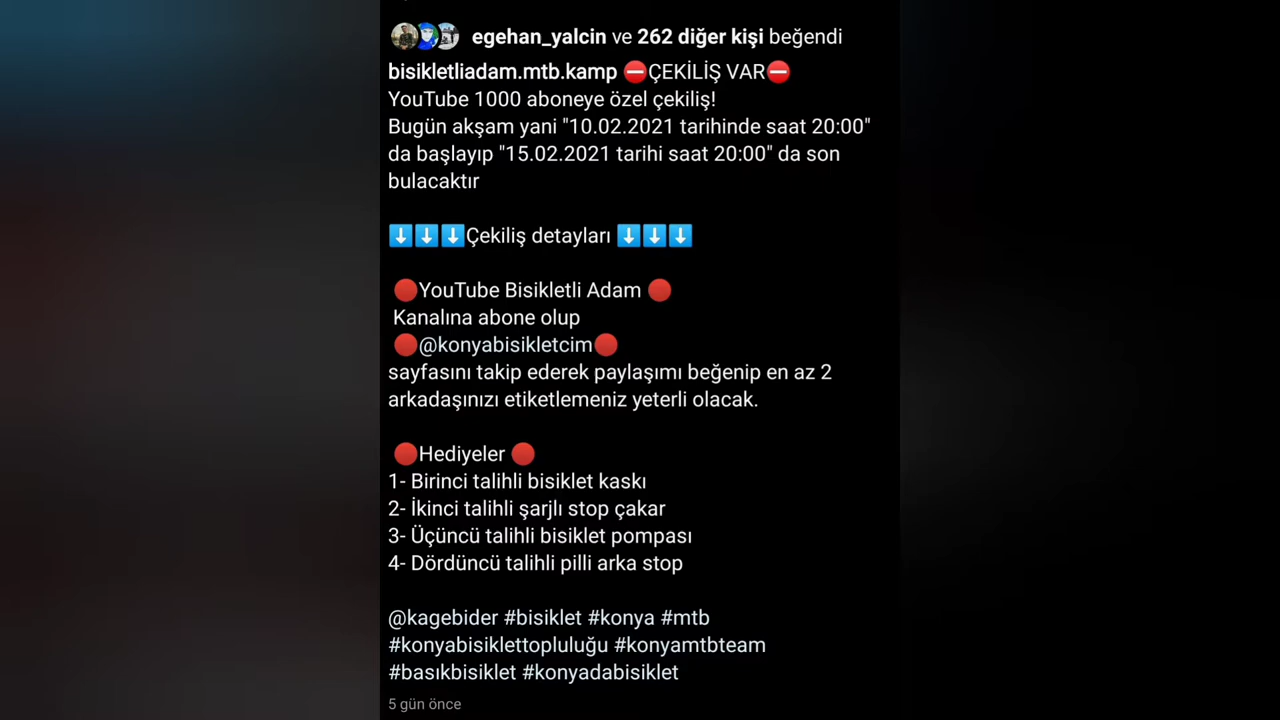 egehan_yalcin ve 262 diğer kişi beğendi
bisikletliadam.mtb.kamp ⛔ÇEKİLİŞ VAR⛔
YouTube 1000 aboneye özel çekiliş!
Bugün akşam yani "10.02.2021 tarihinde saat 20:00"
da başlayıp "15.02.2021 tarihi saat 20:00" da son
bulacaktır
⬇️⬇️⬇️Çekiliş detayları ⬇️⬇️⬇️
🔴YouTube Bisikletli Adam 🔴
Kanalına abone olup
🔴@konyabisikletcim🔴
sayfasını takip ederek paylaşımı beğenip en az 2
arkadaşınızı etiketlemeniz yeterli olacak.
🔴Hediyeler 🔴
1- Birinci talihli bisiklet kaskı
2- İkinci talihli şarjlı stop çakar
3- Üçüncü talihli bisiklet pompası
4- Dördüncü talihli pilli arka stop
@kagebider #bisiklet #konya #mtb
#konyabisiklettopluluğu #konyamtbteam
#basıkbisiklet #konyadabisiklet
5 gün önce